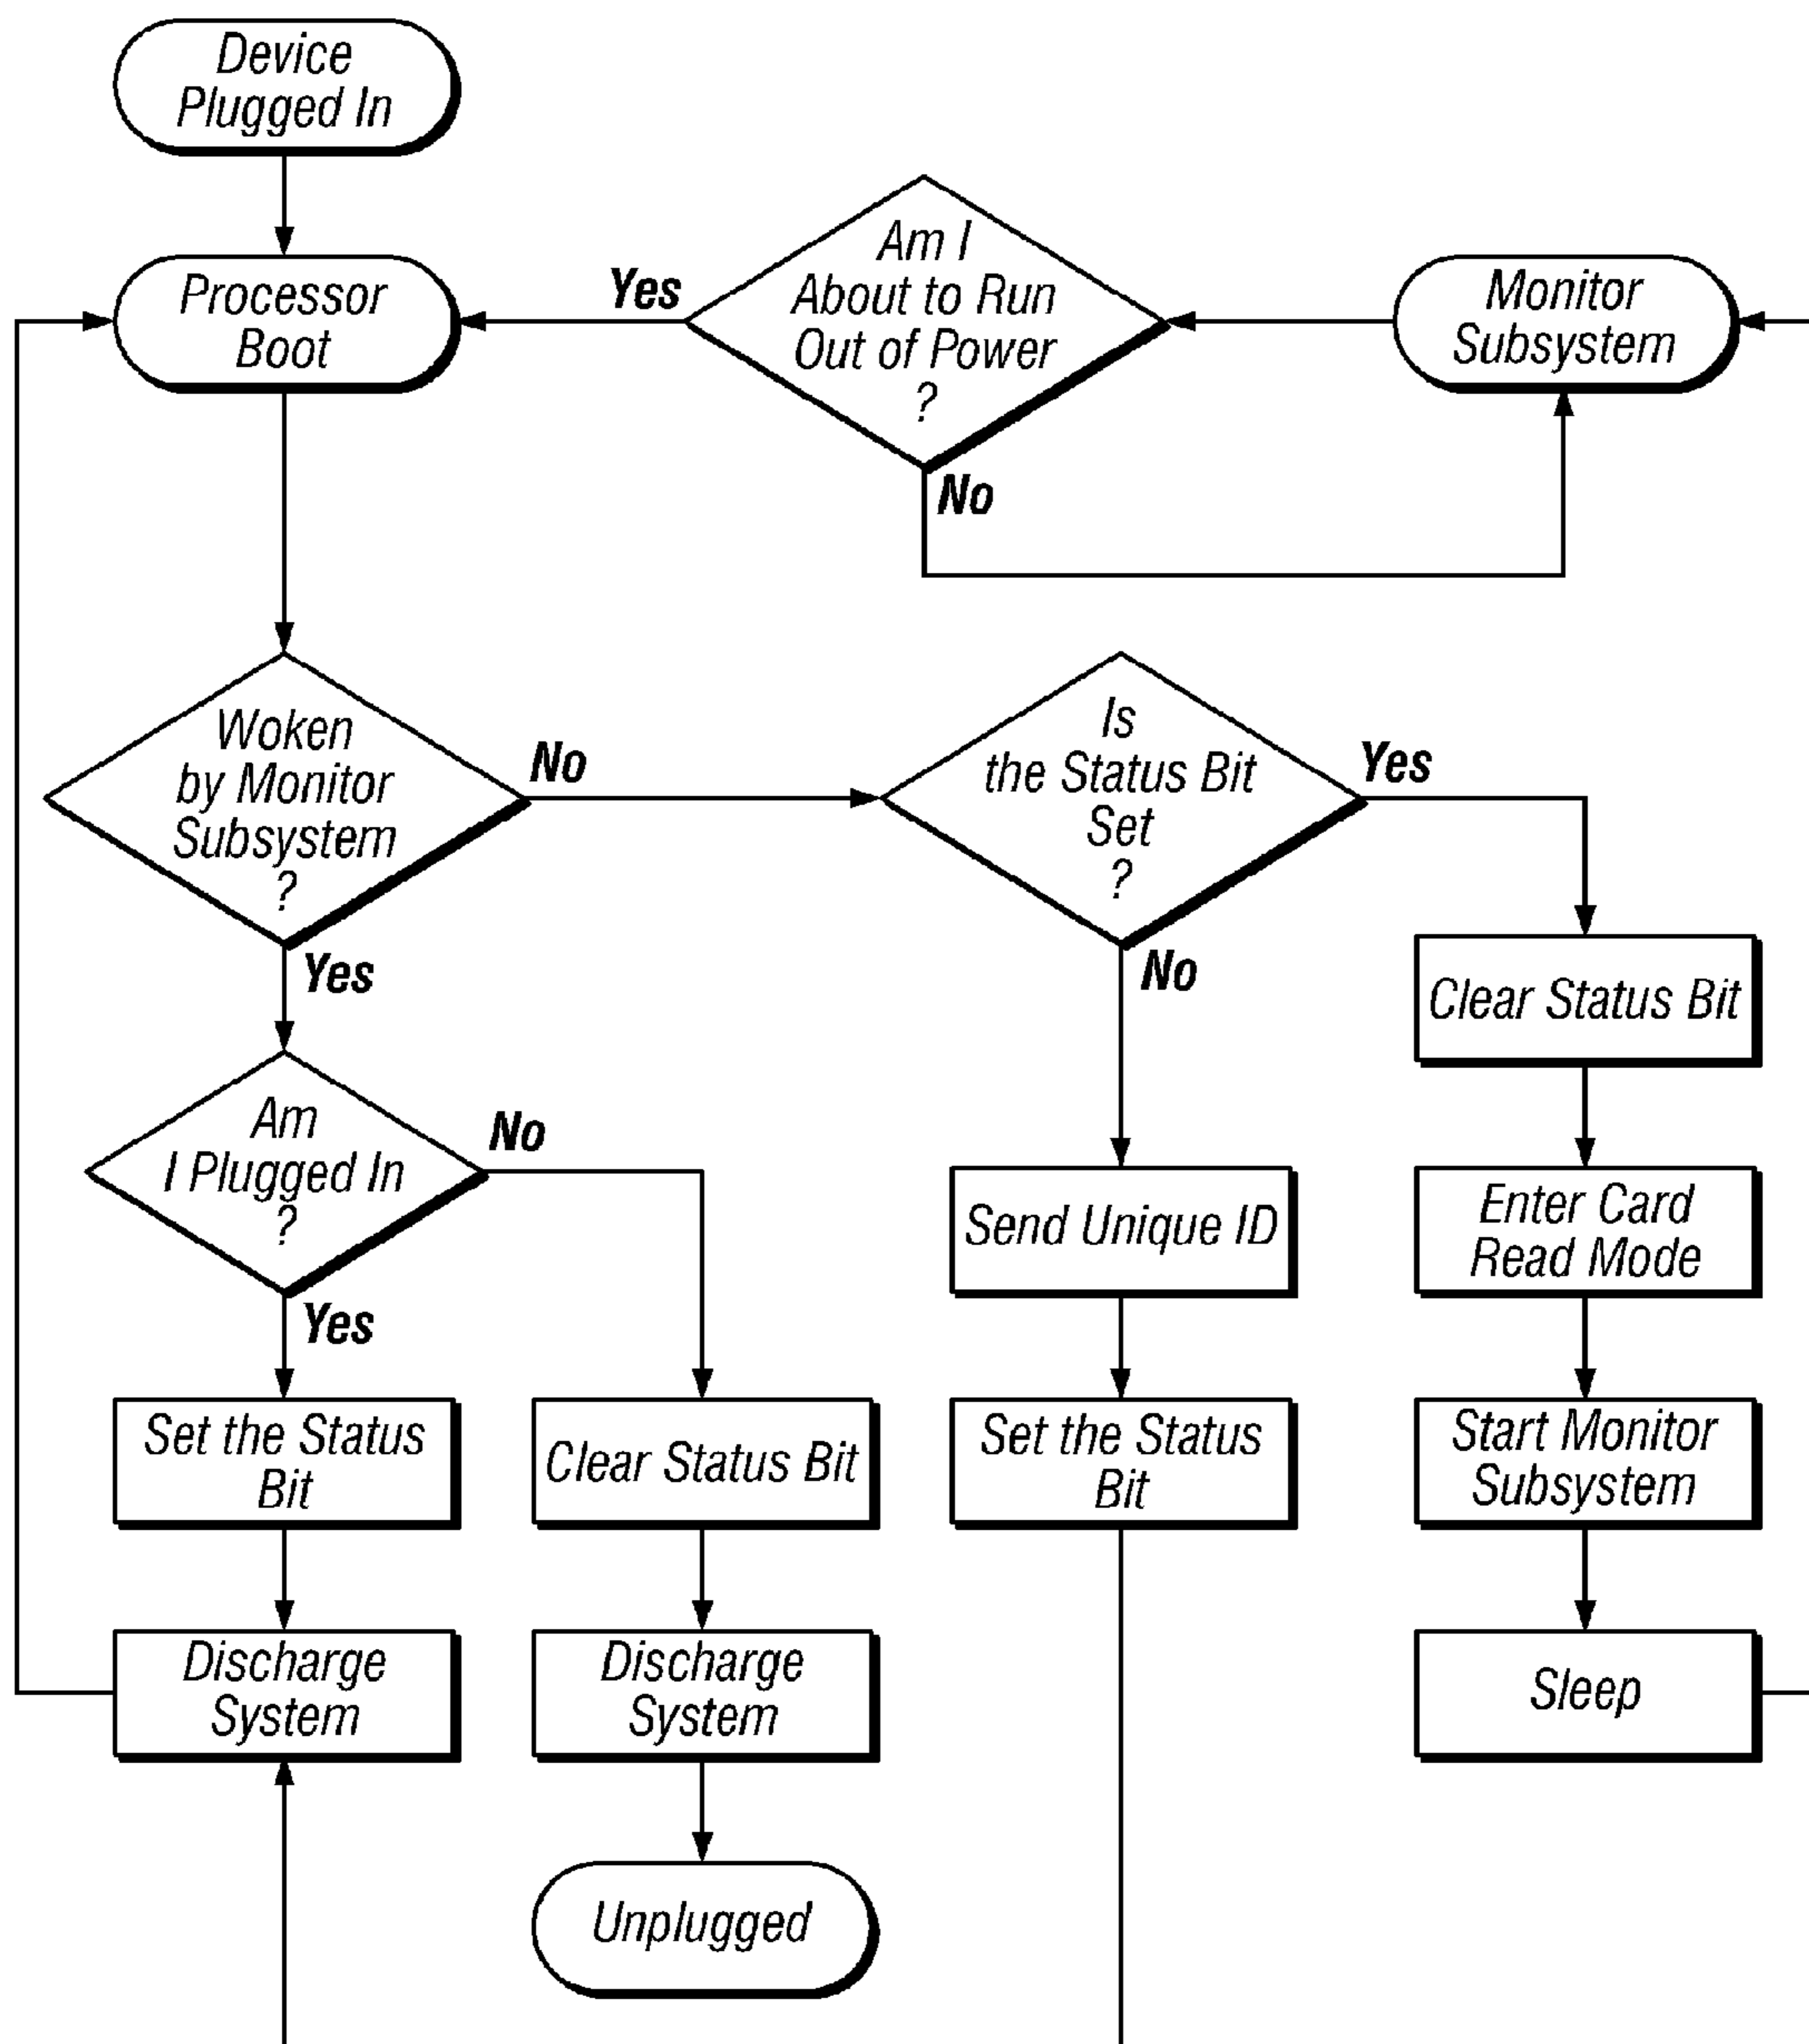 Device
Plugged In
Processor
Boot
Yes
Am I
About to Run
Out of Power
?
No
Monitor
Subsystem
Woken
by Monitor
Subsystem
?
No
Yes
Is
the Status Bit
Set
?
Yes
No
Clear Status Bit
Am
I Plugged In
?
No
Yes
Send Unique ID
Enter Card
Read Mode
Set the Status
Bit
Clear Status Bit
Set the Status
Bit
Start Monitor
Subsystem
Discharge
System
Discharge
System
Sleep
Unplugged